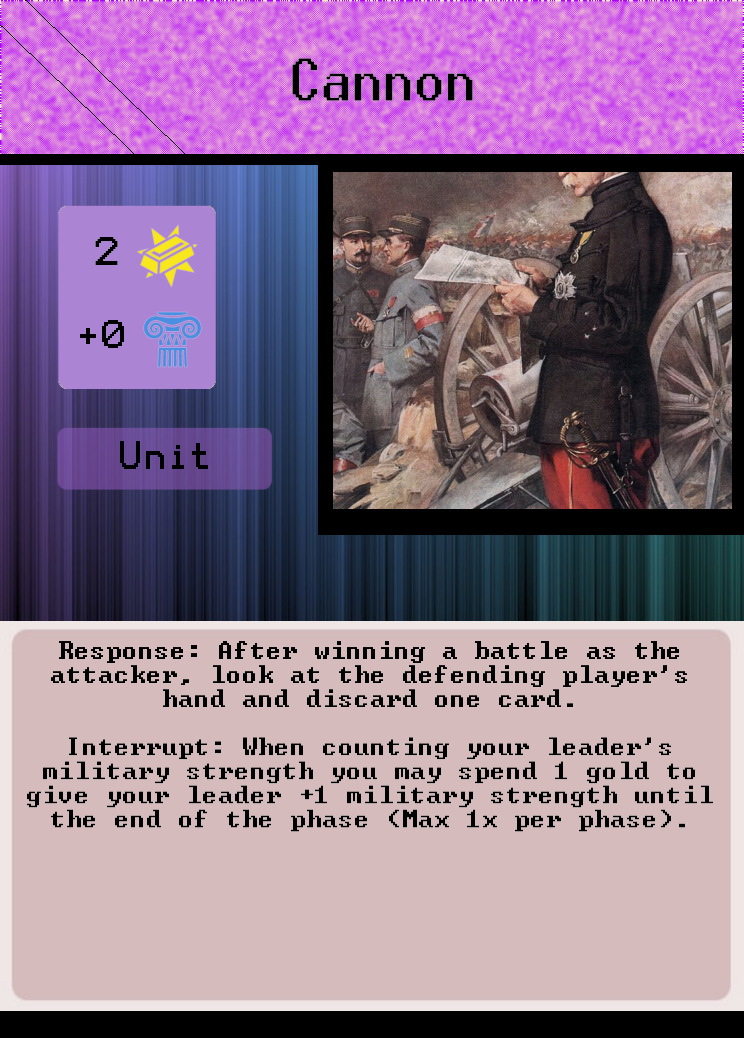 Cannon
2
+0
Unit
Response: After winning a battle as the
attacker, look at the defending player's
hand and discard one card.
Interrupt: When counting your leader's
military strength you may spend 1 gold to
give your leader +1 military strength until
the end of the phase (Max 1x per phase).